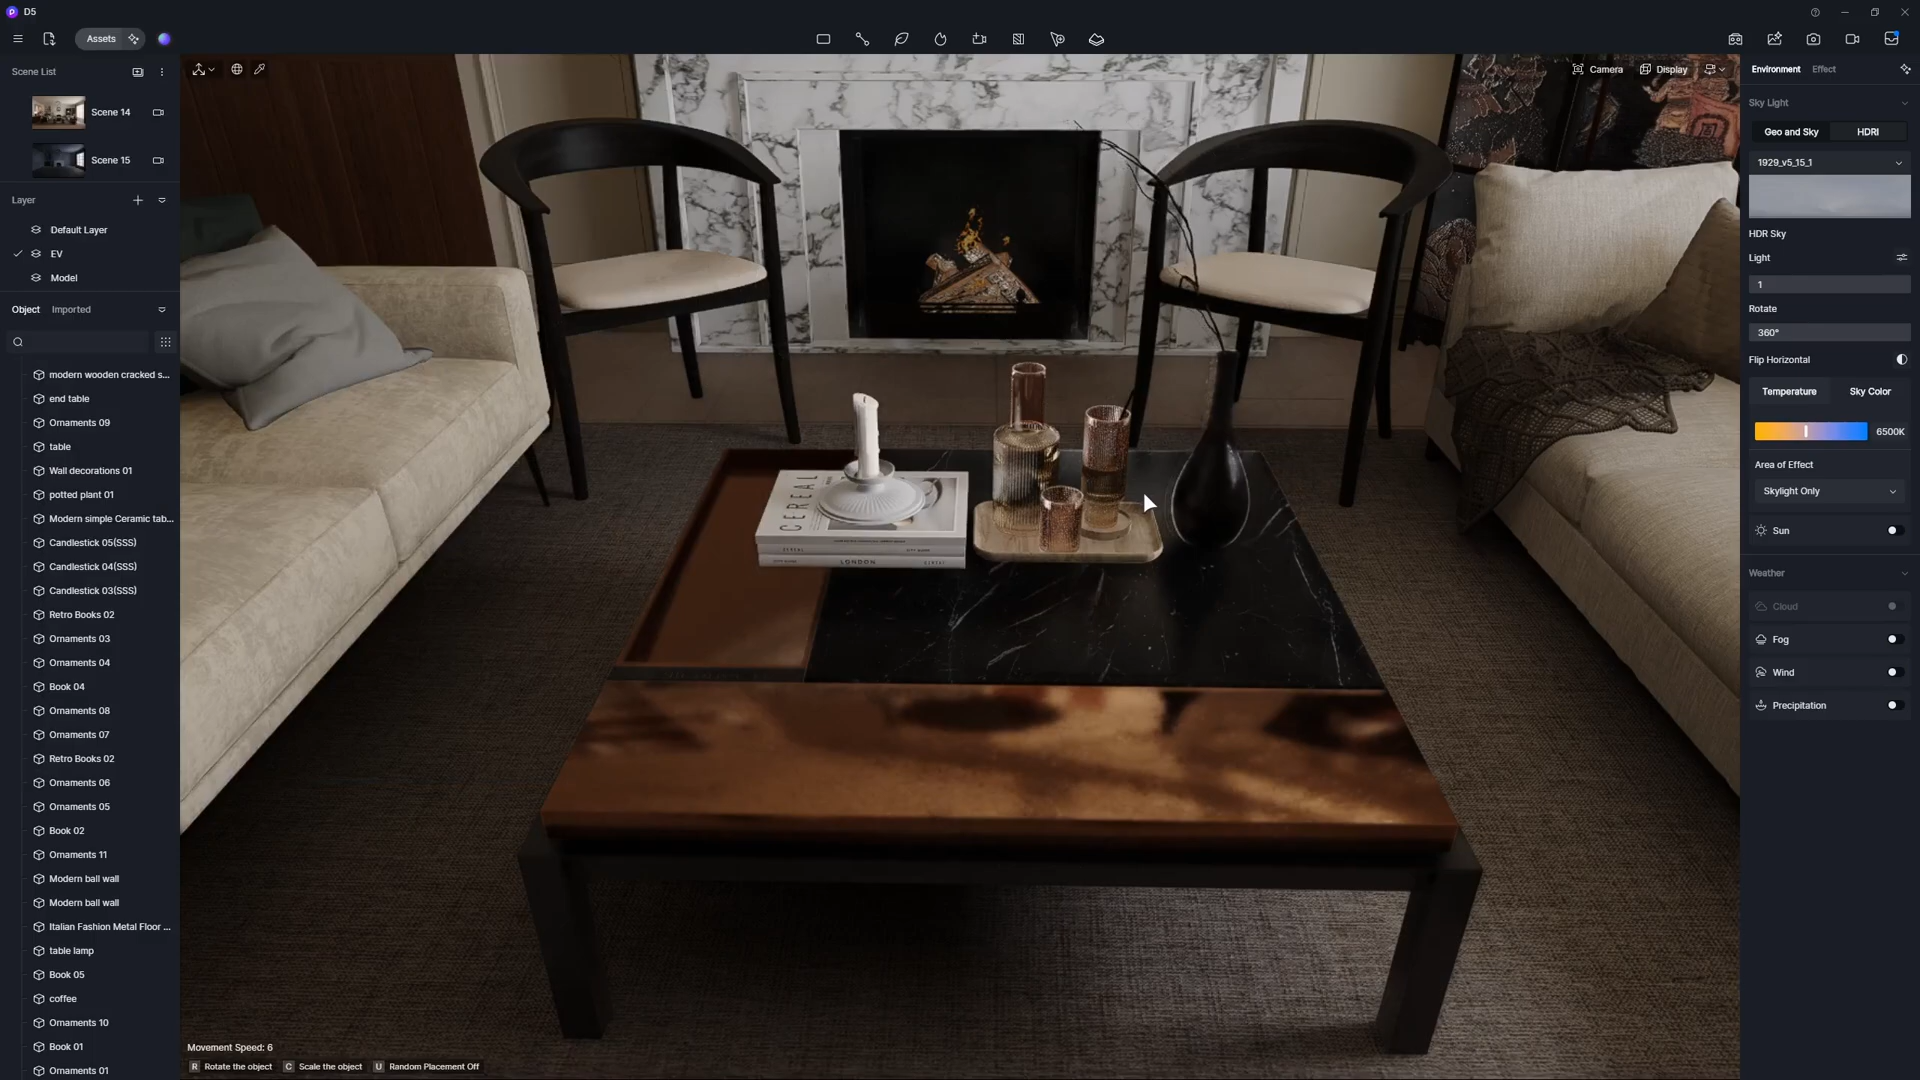 D5
Assets
Scene List
Scene 14
Scene 15
Layer
Default Layer
EV
Model
Object Imported
modern wooden cracked s...
end table
Ornaments 09
table
Wall decorations 01
potted plant 01
Modern simple Ceramic tab...
Candlestick 05(SSS)
Candlestick 04(SSS)
Candlestick 03(SSS)
Retro Books 02
Ornaments 03
Ornaments 04
Book 04
Ornaments 08
Ornaments 07
Retro Books 02
Ornaments 06
Ornaments 05
Book 02
Ornaments 11
Modern ball wall
Modern ball wall
Italian Fashion Metal Floor ...
table lamp
Book 05
coffee
Ornaments 10
Book 01
Ornaments 01
CEREAL
LONDON
Movement Speed: 6
R Rotate the object C Scale the object U Random Placement Off
Camera Display
Environment Effect
Sky Light
Geo and Sky HDRI
1929_v5_15_1
HDR Sky
Light
1
Rotate
360°
Flip Horizontal
Temperature Sky Color
6500K
Area of Effect
Skylight Only
Sun
Weather
Cloud
Fog
Wind
Precipitation